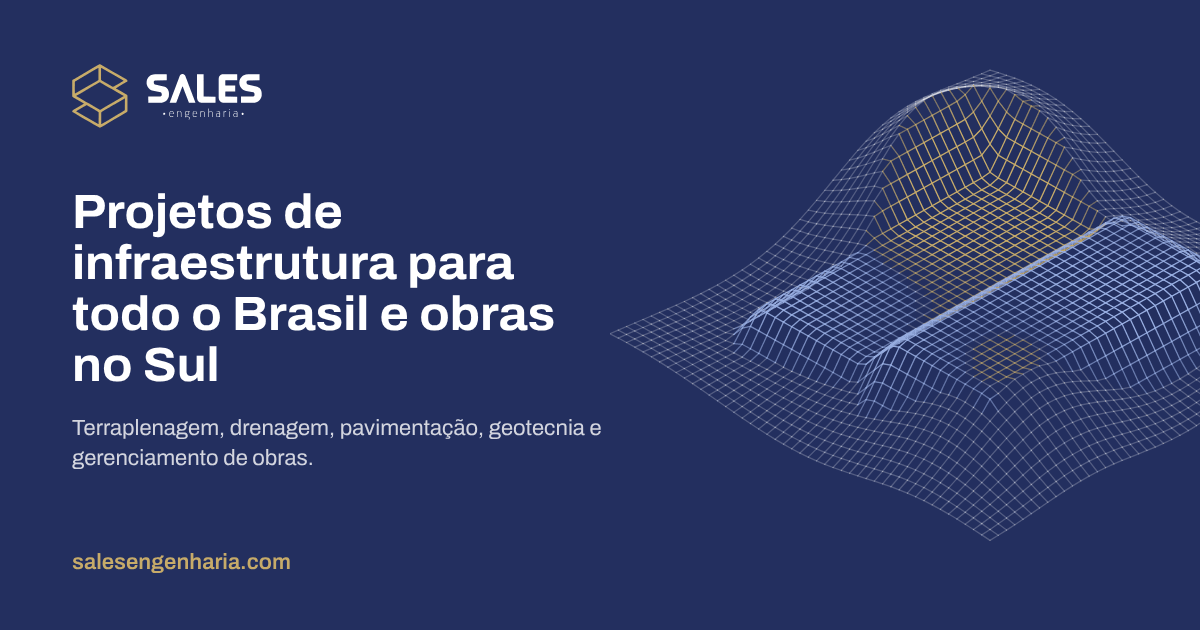 SALES
•engenharia•
Projetos de
infraestrutura para
todo o Brasil e obras
no Sul
Terraplenagem, drenagem, pavimentação, geotecnia e
gerenciamento de obras.
salesengenharia.com